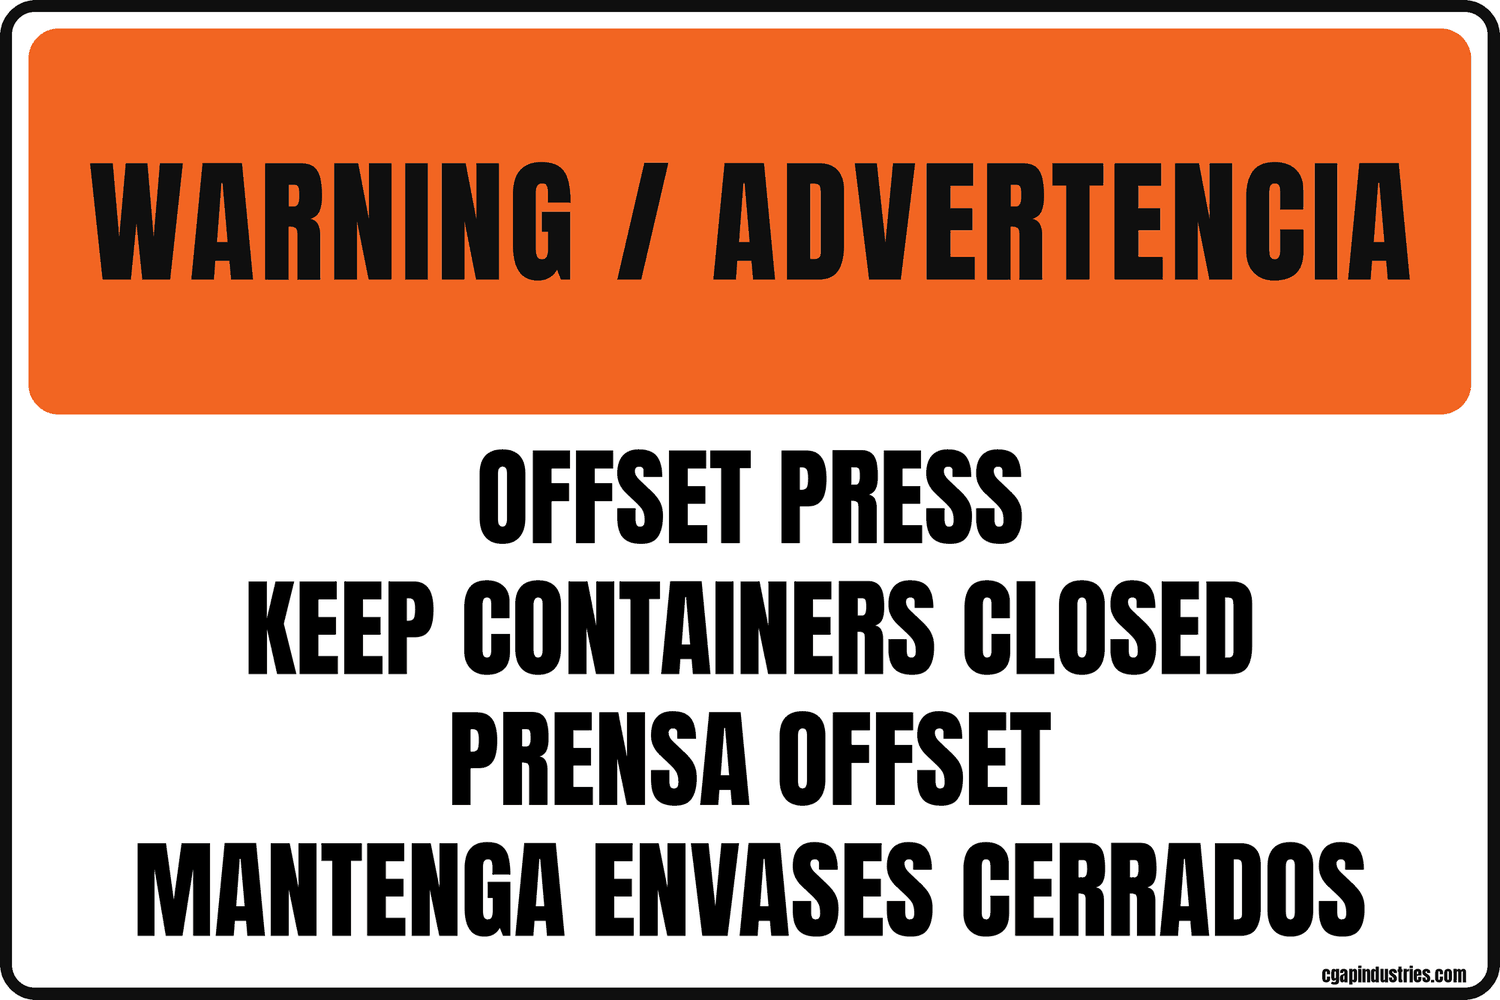 WARNING / ADVERTENCIA
OFFSET PRESS
KEEP CONTAINERS CLOSED
PRENSA OFFSET
MANTENGA ENVASES CERRADOS
cgapindustries.com